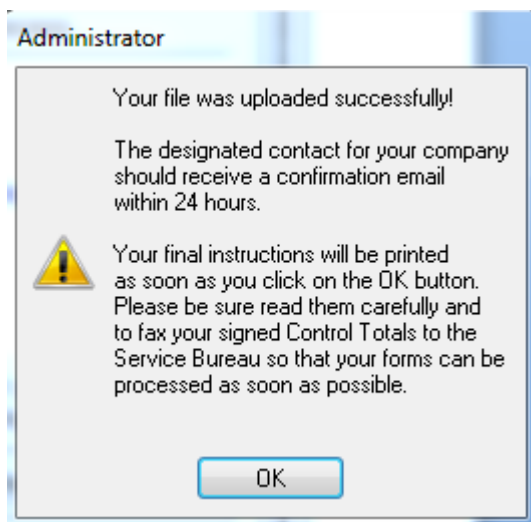 Administrator
Your file was uploaded successfully!
The designated contact for your company
should receive a confirmation email
within 24 hours.
Your final instructions will be printed
as soon as you click on the OK button.
Please be sure read them carefully and
to fax your signed Control Totals to the
Service Bureau so that your forms can be
processed as soon as possible.
OK